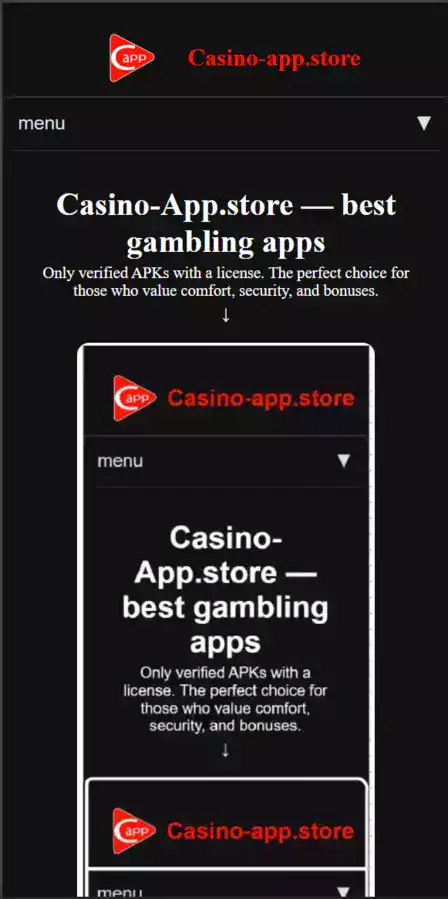 app
Casino-app.store
menu
Casino-App.store — best
gambling apps
Only verified APKs with a license. The perfect choice for
those who value comfort, security, and bonuses.
↓
app
Casino-app.store
menu
Casino-
App.store —
best gambling
apps
Only verified APKs with a
license. The perfect choice for
those who value comfort,
security, and bonuses.
↓
app
Casino-app.store
menu